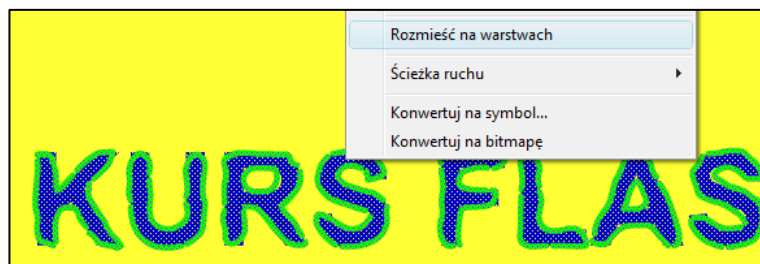 Rozmieść na warstwach
Ścieżka ruchu
Konwertuj na symbol...
Konwertuj na bitmapę
KURS FLAS